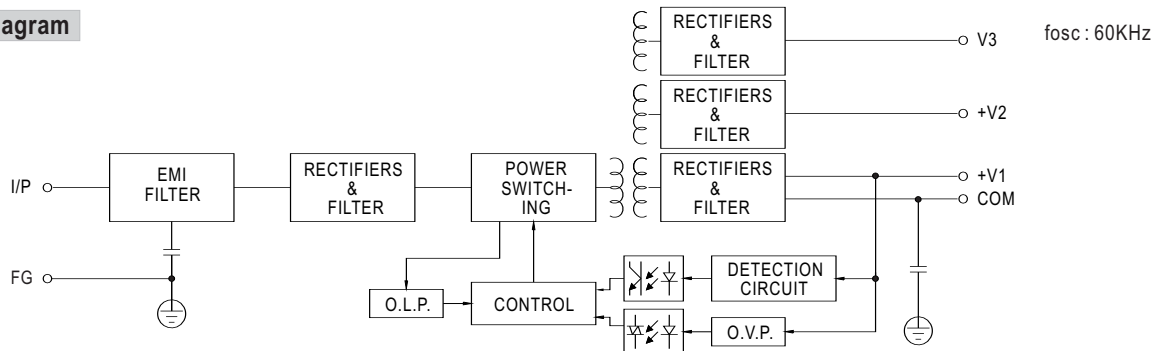 agram
RECTIFIERS
&
FILTER
V3
fosc : 60KHz
RECTIFIERS
&
FILTER
+V2
I/P
EMI
FILTER
RECTIFIERS
&
FILTER
POWER
SWITCH-
ING
RECTIFIERS
&
FILTER
+V1
COM
FG
O.L.P.
CONTROL
DETECTION
CIRCUIT
O.V.P.